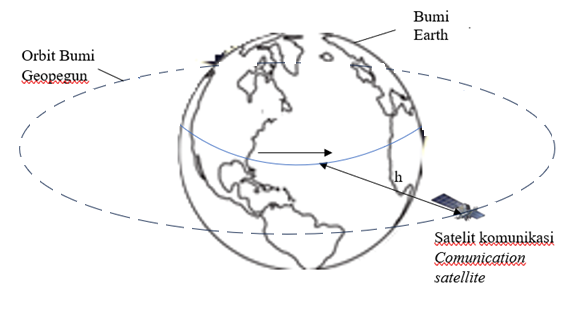 Bumi
Earth
Orbit Bumi
Geopegun
h
Satelit komunikasi
Comunication
satellite